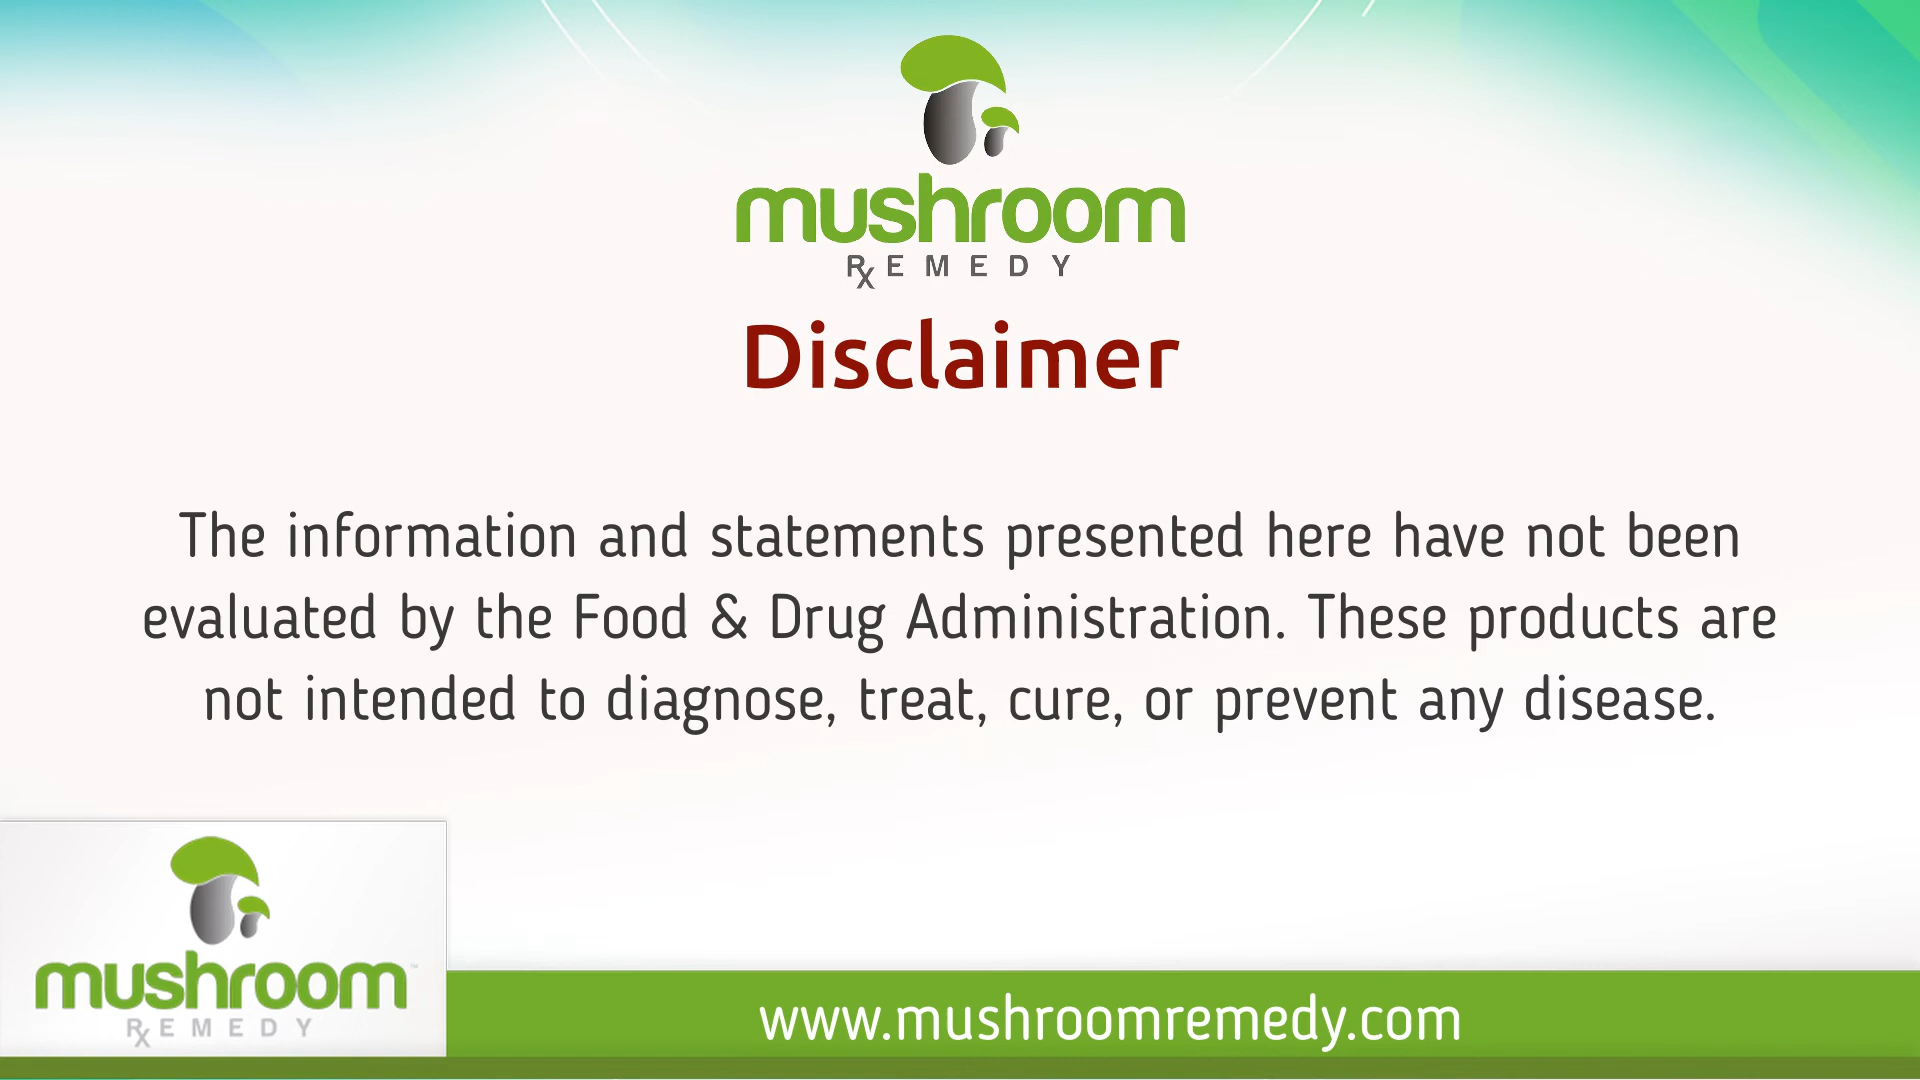 mushroom
RxEMEDY
Disclaimer
The information and statements presented here have not been
evaluated by the Food & Drug Administration. These products are
not intended to diagnose, treat, cure, or prevent any disease.
mushroom™
RxEMEDY
www.mushroomremedy.com